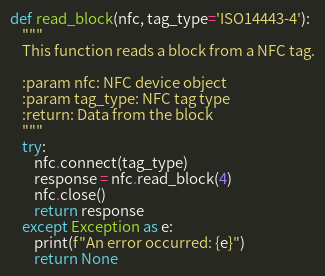 def read_block(nfc, tag_type='ISO14443-4'):
    """
    This function reads a block from a NFC tag.

    :param nfc: NFC device object
    :param tag_type: NFC tag type
    :return: Data from the block
    """
    try:
        nfc.connect(tag_type)
        response = nfc.read_block(4)
        nfc.close()
        return response
    except Exception as e:
        print(f"An error occurred: {e}")
        return None